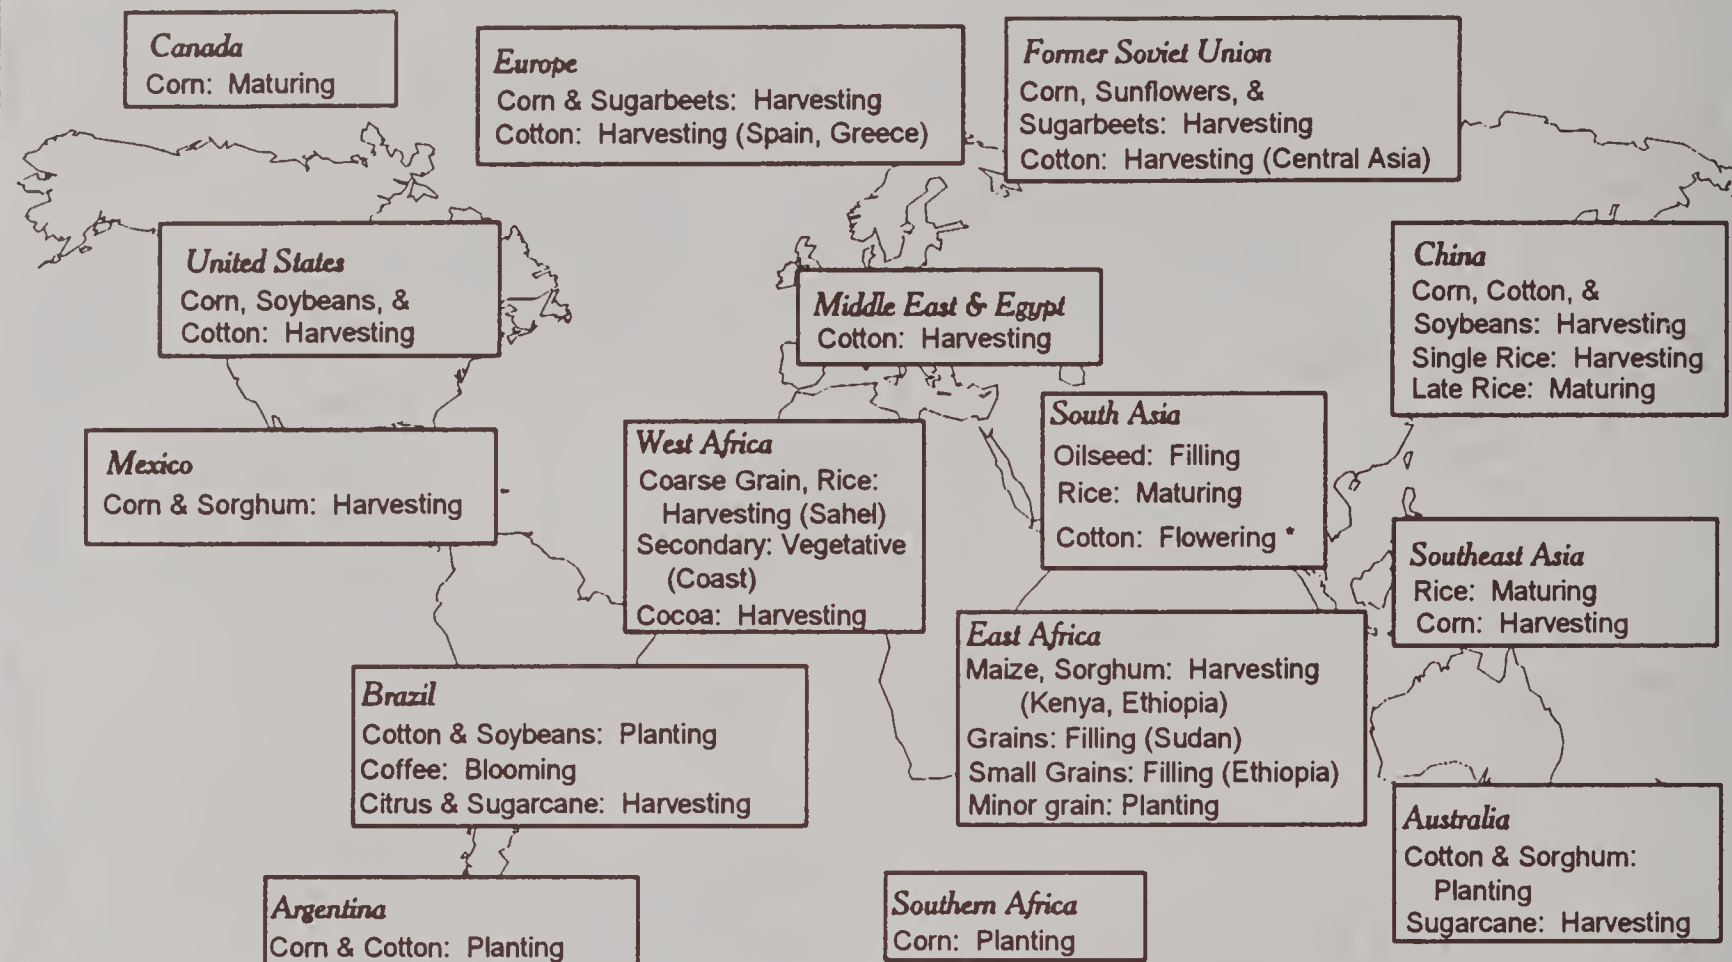 Canada
Corn: Maturing
Europe
Corn & Sugarbeets: Harvesting
Cotton: Harvesting (Spain, Greece)
Former Soviet Union
Corn, Sunflowers, &
Sugarbeets: Harvesting
Cotton: Harvesting (Central Asia)
United States
Corn, Soybeans, &
Cotton: Harvesting
Middle East & Egypt
Cotton: Harvesting
China
Corn, Cotton, &
Soybeans: Harvesting
Single Rice: Harvesting
Late Rice: Maturing
Mexico
Corn & Sorghum: Harvesting
West Africa
Coarse Grain, Rice:
Harvesting (Sahel)
Secondary: Vegetative
(Coast)
Cocoa: Harvesting
South Asia
Oilseed: Filling
Rice: Maturing
Cotton: Flowering *
Southeast Asia
Rice: Maturing
Corn: Harvesting
East Africa
Maize, Sorghum: Harvesting
(Kenya, Ethiopia)
Grains: Filling (Sudan)
Small Grains: Filling (Ethiopia)
Minor grain: Planting
Brazil
Cotton & Soybeans: Planting
Coffee: Blooming
Citrus & Sugarcane: Harvesting
Australia
Cotton & Sorghum:
Planting
Sugarcane: Harvesting
Argentina
Corn & Cotton: Planting
Southern Africa
Corn: Planting